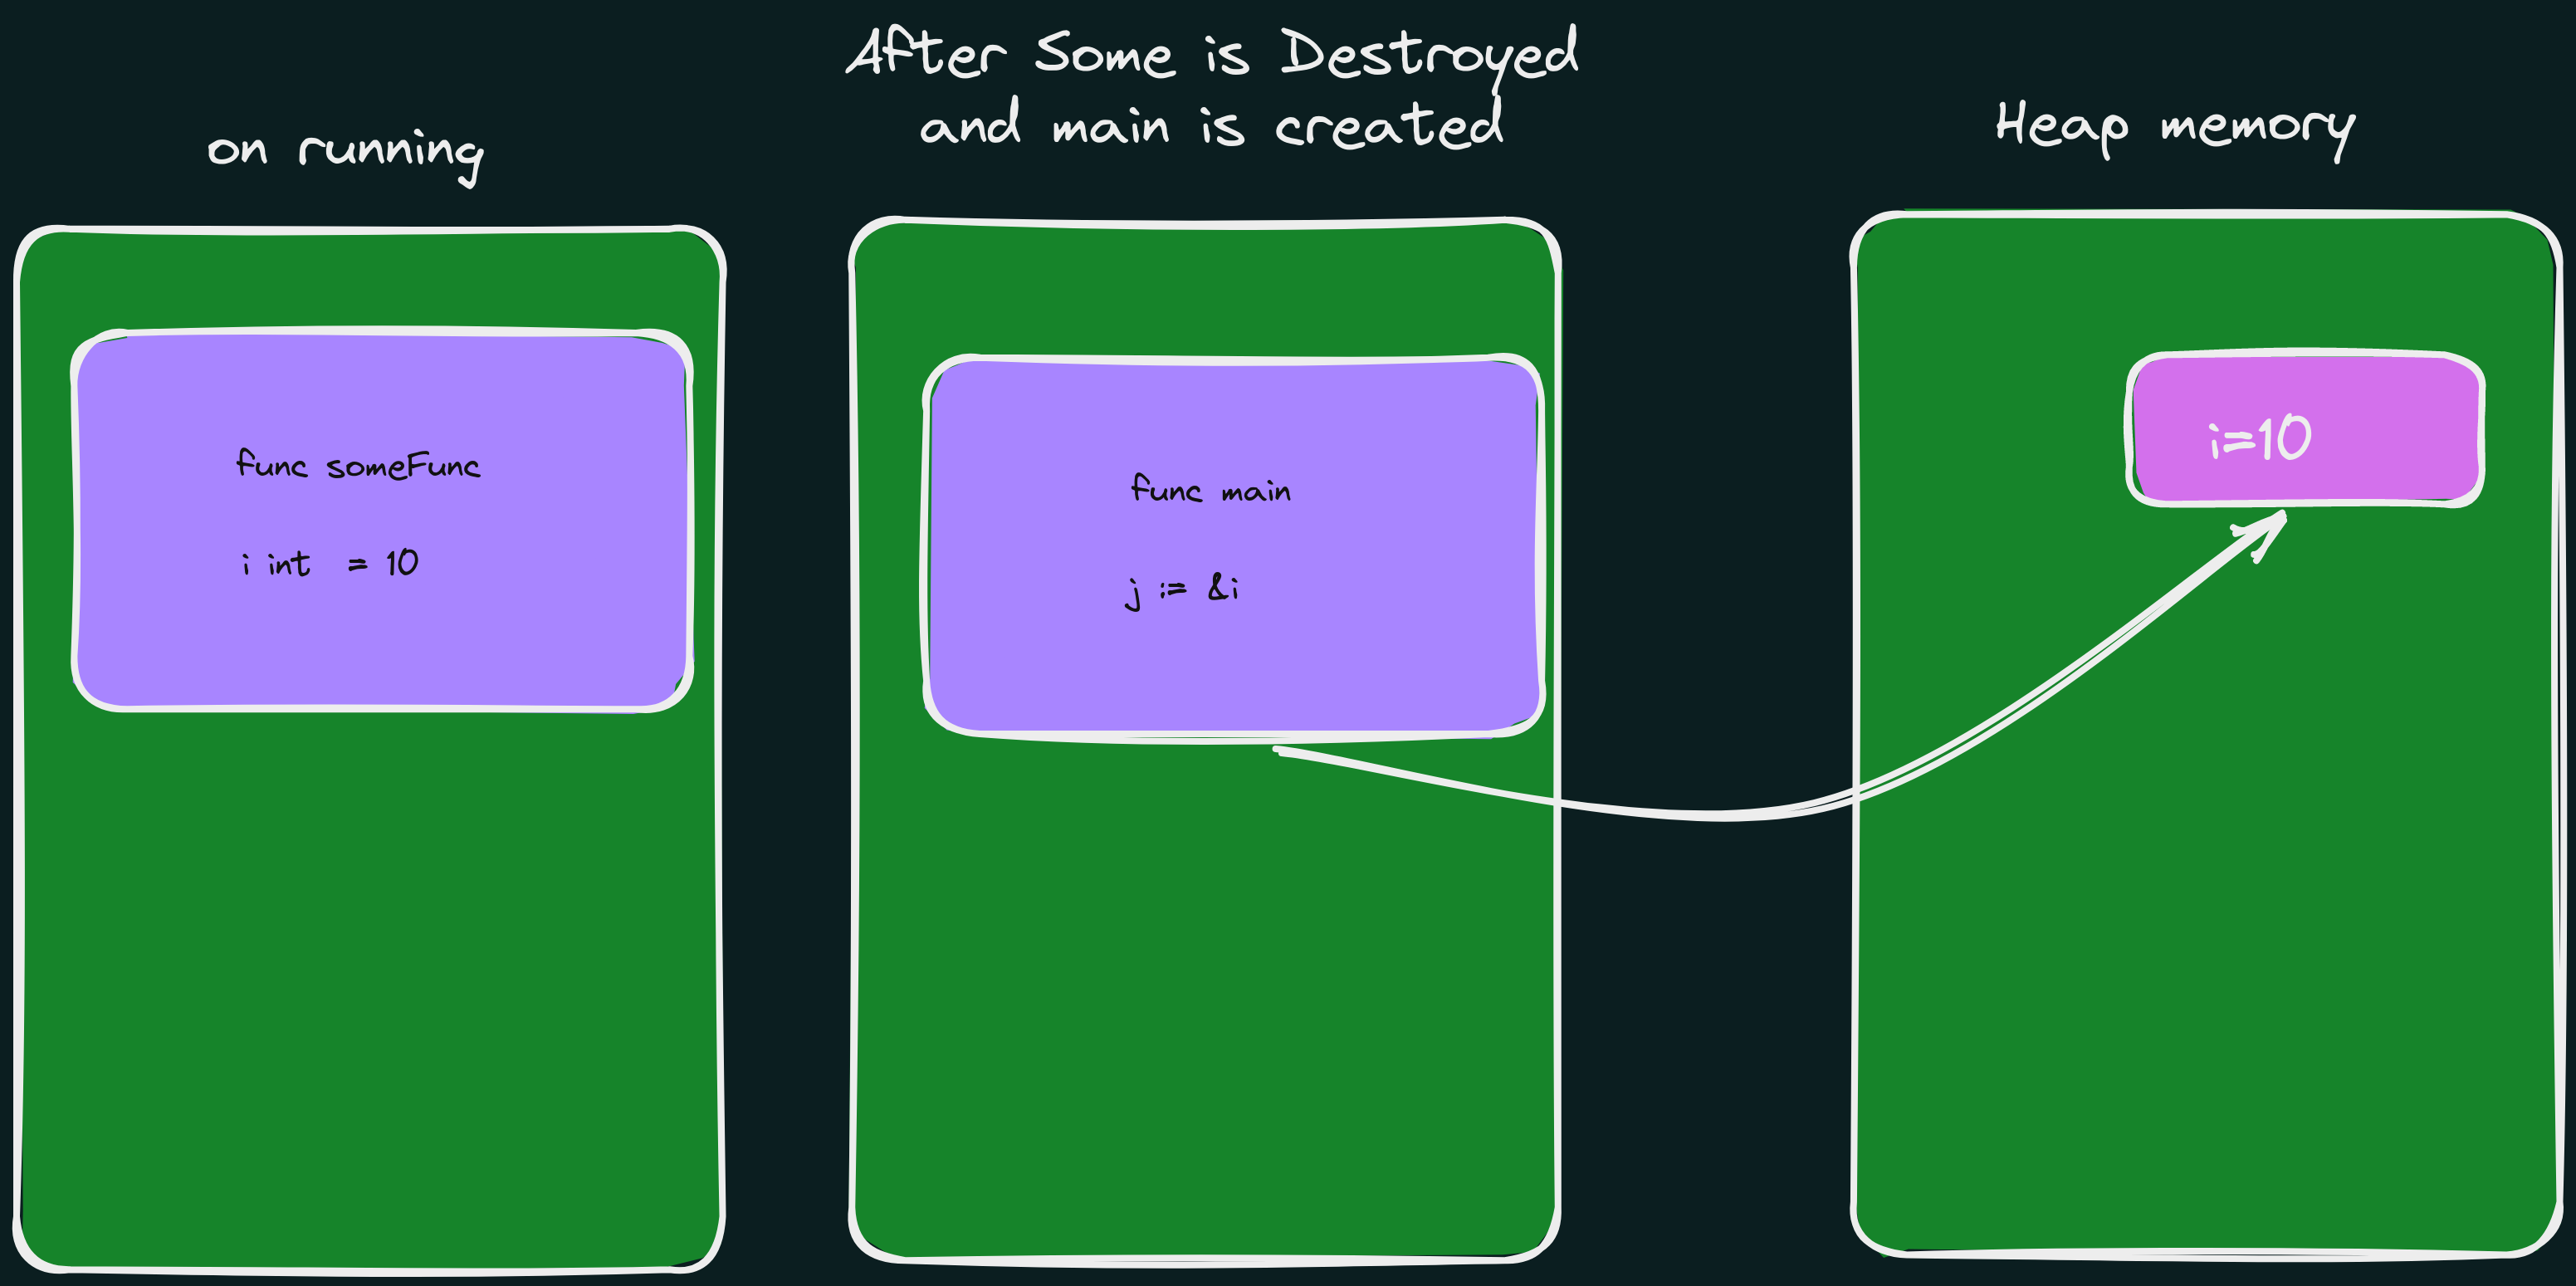 on running
After Some is Destroyed
and main is created
Heap memory
func someFunc
i int = 10
func main
j := &i
i=10